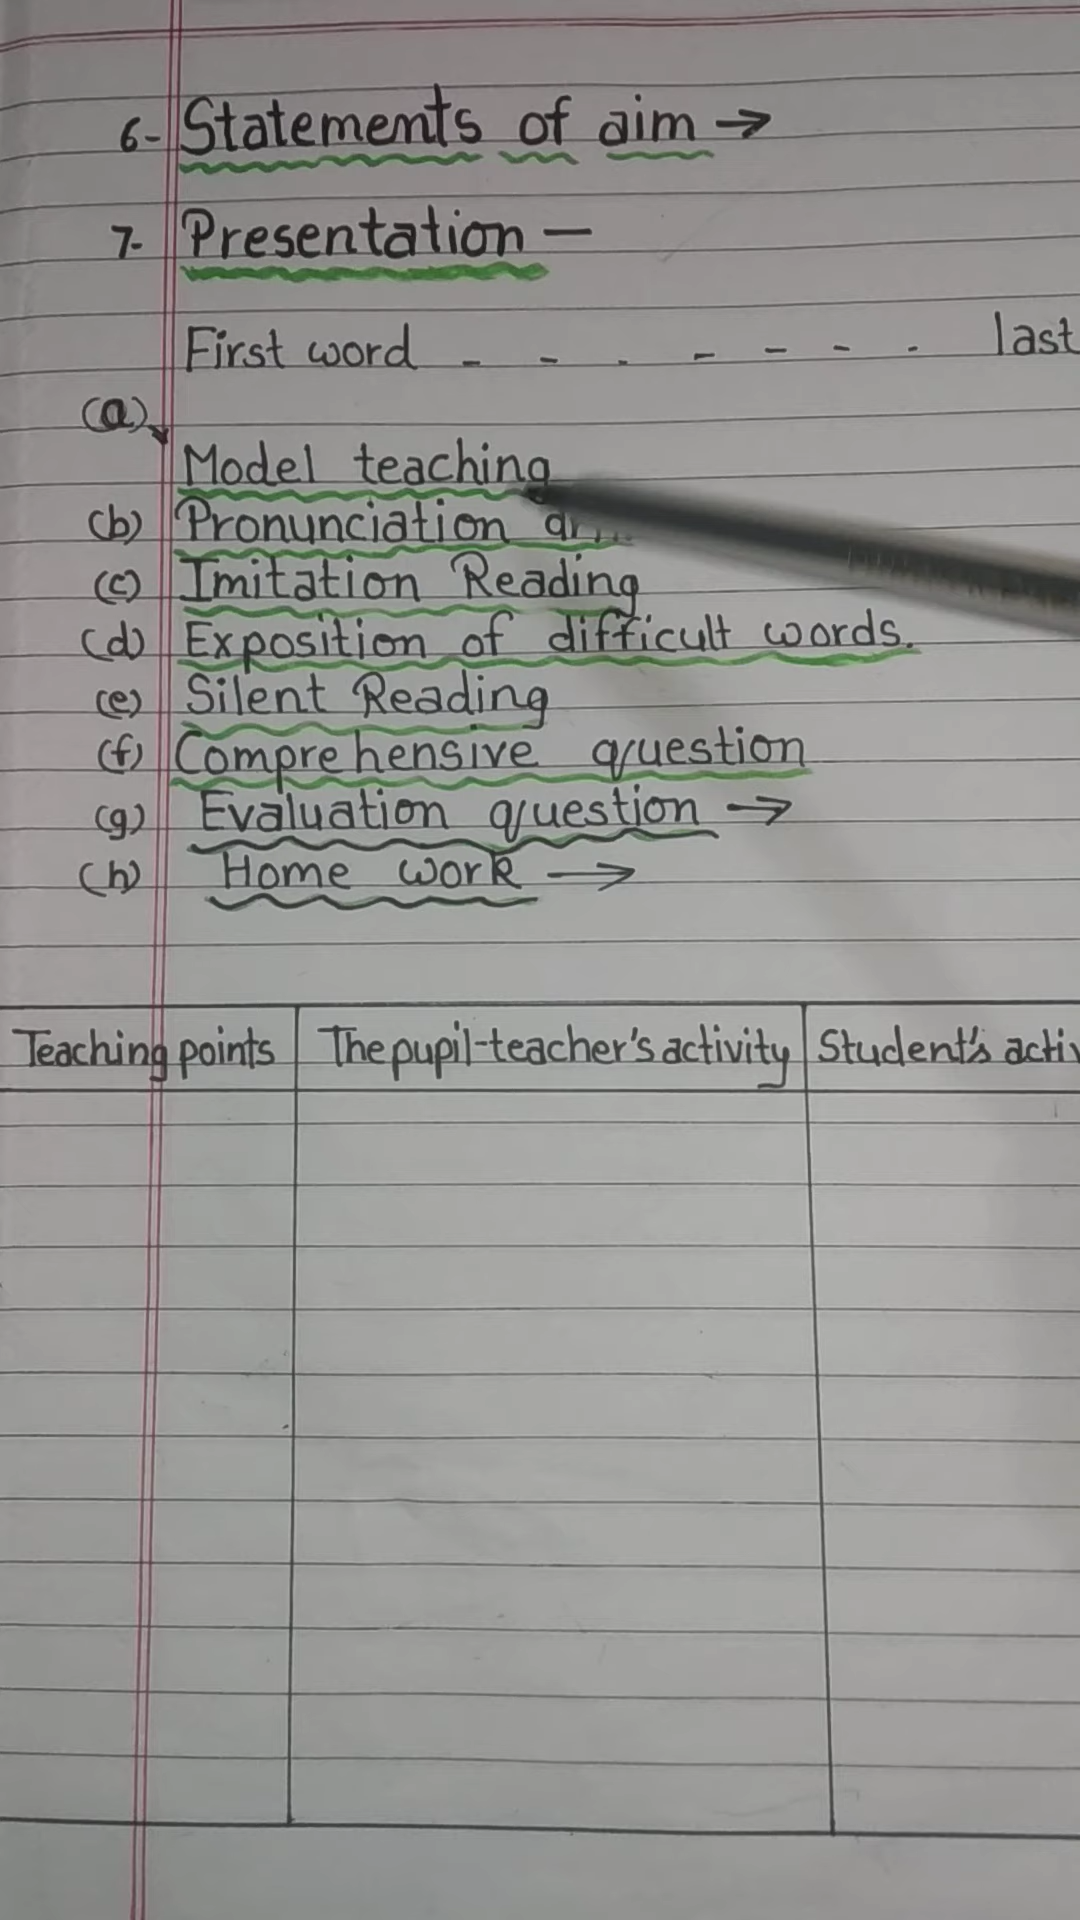 6- Statements of aim →
7- Presentation —
First word - - - - - - - last
(a)
Model teaching
(b) Pronunciation
(c) Imitation Reading
(d) Exposition of difficult words.
(e) Silent Reading
(f) Comprehensive question
(g) Evaluation question →
(h) Home work →
Teaching points The pupil-teacher's activity Student's